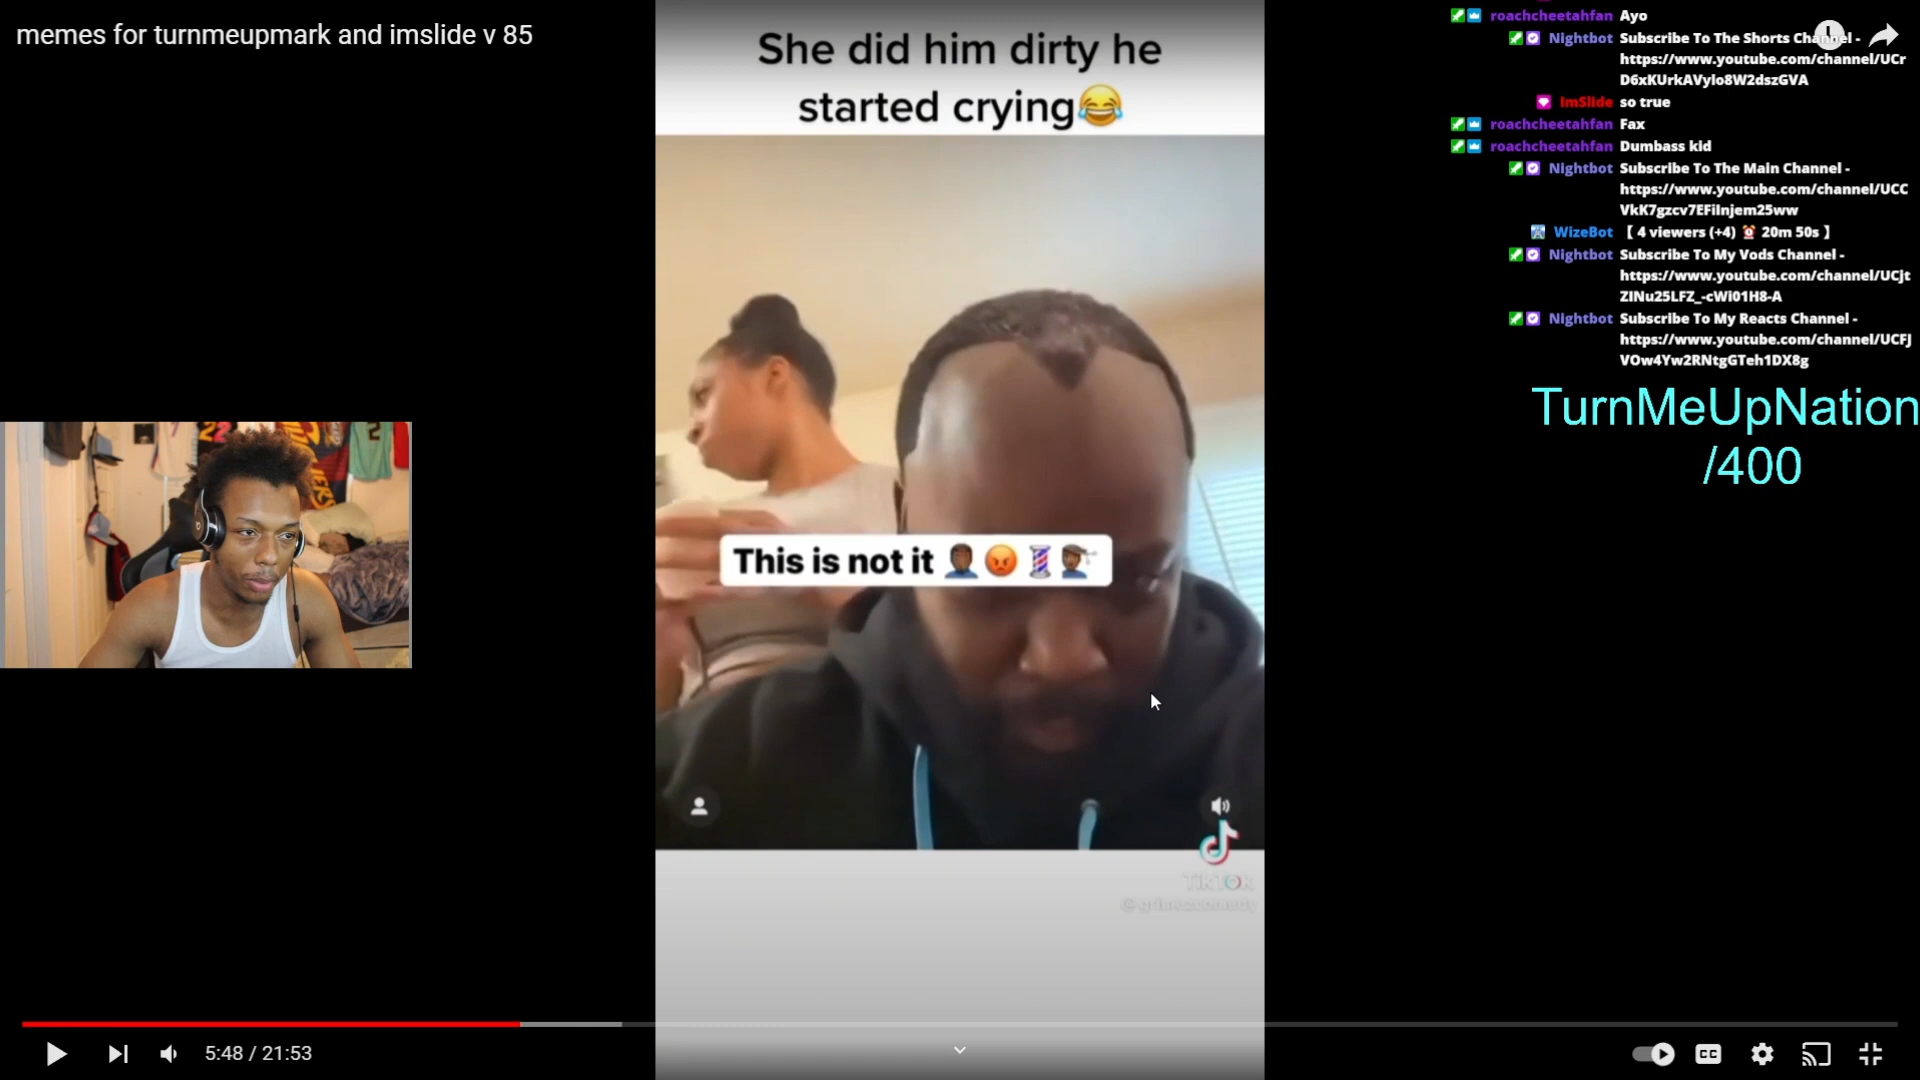 memes for turnmeupmark and imslide v 85
She did him dirty he
started crying😂
This is not it
TikTok
5:48 / 21:53
CC
roachcheetahfan Ayo
Nightbot Subscribe To The Shorts Channel -
https://www.youtube.com/channel/UCr
D6xKUrkAVylo8W2dszGVA
ImSlide so true
roachcheetahfan Fax
roachcheetahfan Dumbass kid
Nightbot Subscribe To The Main Channel -
https://www.youtube.com/channel/UCC
VkK7gzcv7EFiInjem25ww
WizeBot 【 4 viewers (+4) ⏰ 20m 50s 】
Nightbot Subscribe To My Vods Channel -
https://www.youtube.com/channel/UCjt
ZINu25LFZ_-cWi01H8-A
Nightbot Subscribe To My Reacts Channel -
https://www.youtube.com/channel/UCFJ
VOw4Yw2RNtgGTeh1DX8g
TurnMeUpNation
/400